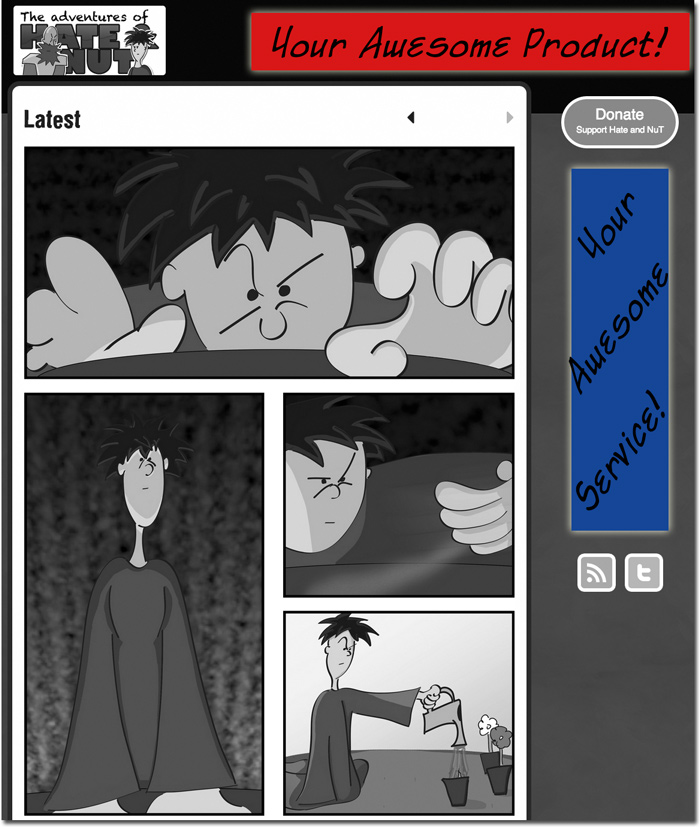 The adventures of
HATE &
NUT
Your Awesome Product!
Latest
Donate
Support Hate and NuT
Your
Awesome
Service!